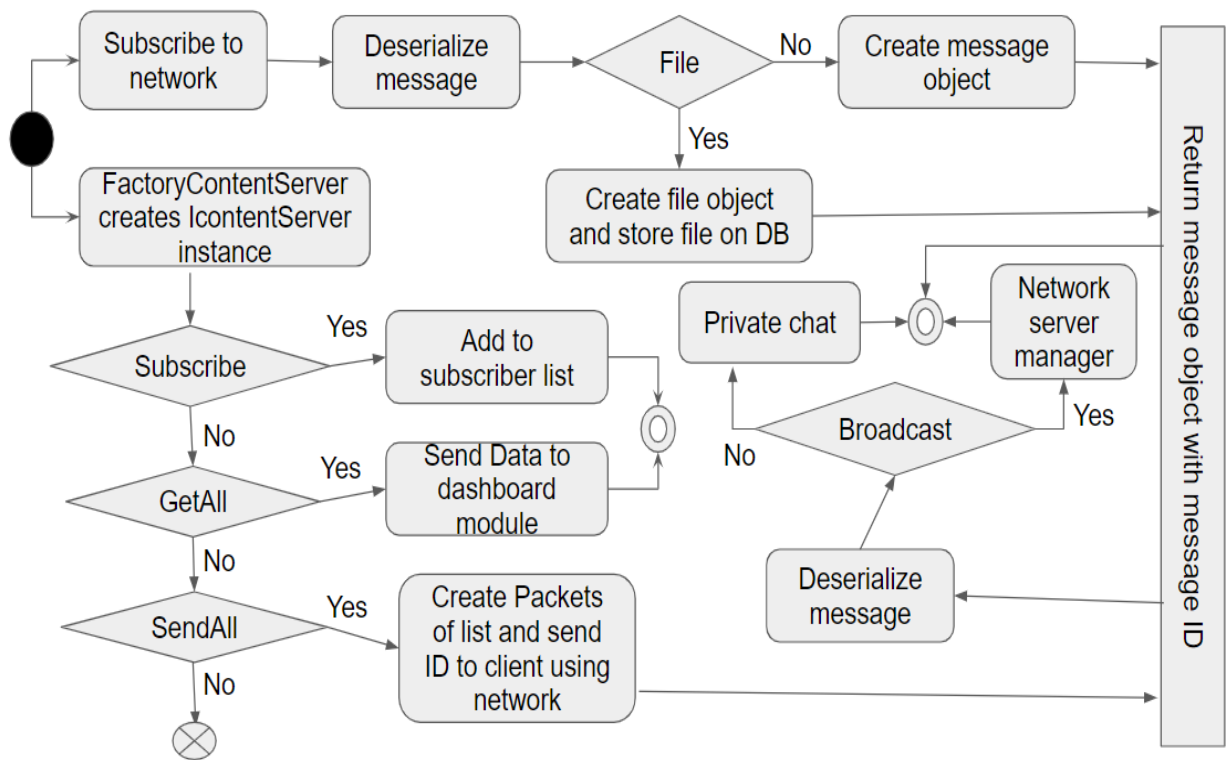 Subscribe to
network
Deserialize
message
File
No
Create message
object
Yes
FactoryContentServer
creates IcontentServer
instance
Create file object
and store file on DB
Return message object with message ID
Private chat
Network
server
manager
Subscribe
Yes
Add to
subscriber list
No
Broadcast
No
Yes
GetAll
Yes
Send Data to
dashboard
module
No
Deserialize
message
SendAll
Yes
Create Packets
of list and send
ID to client using
network
No